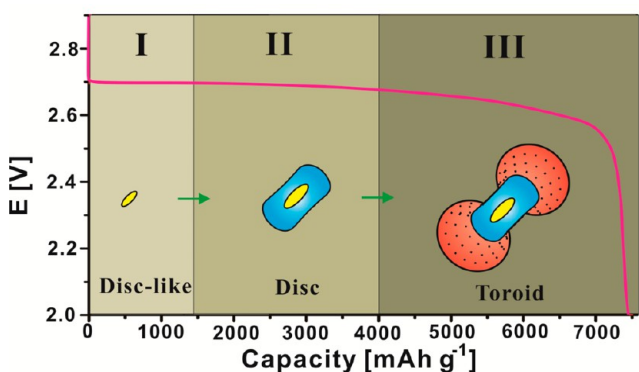 I II III
2.8
2.6
2.4
2.2
2.0
E [V]
Disc-like Disc Toroid
0 1000 2000 3000 4000 5000 6000 7000
Capacity [mAh g⁻¹]